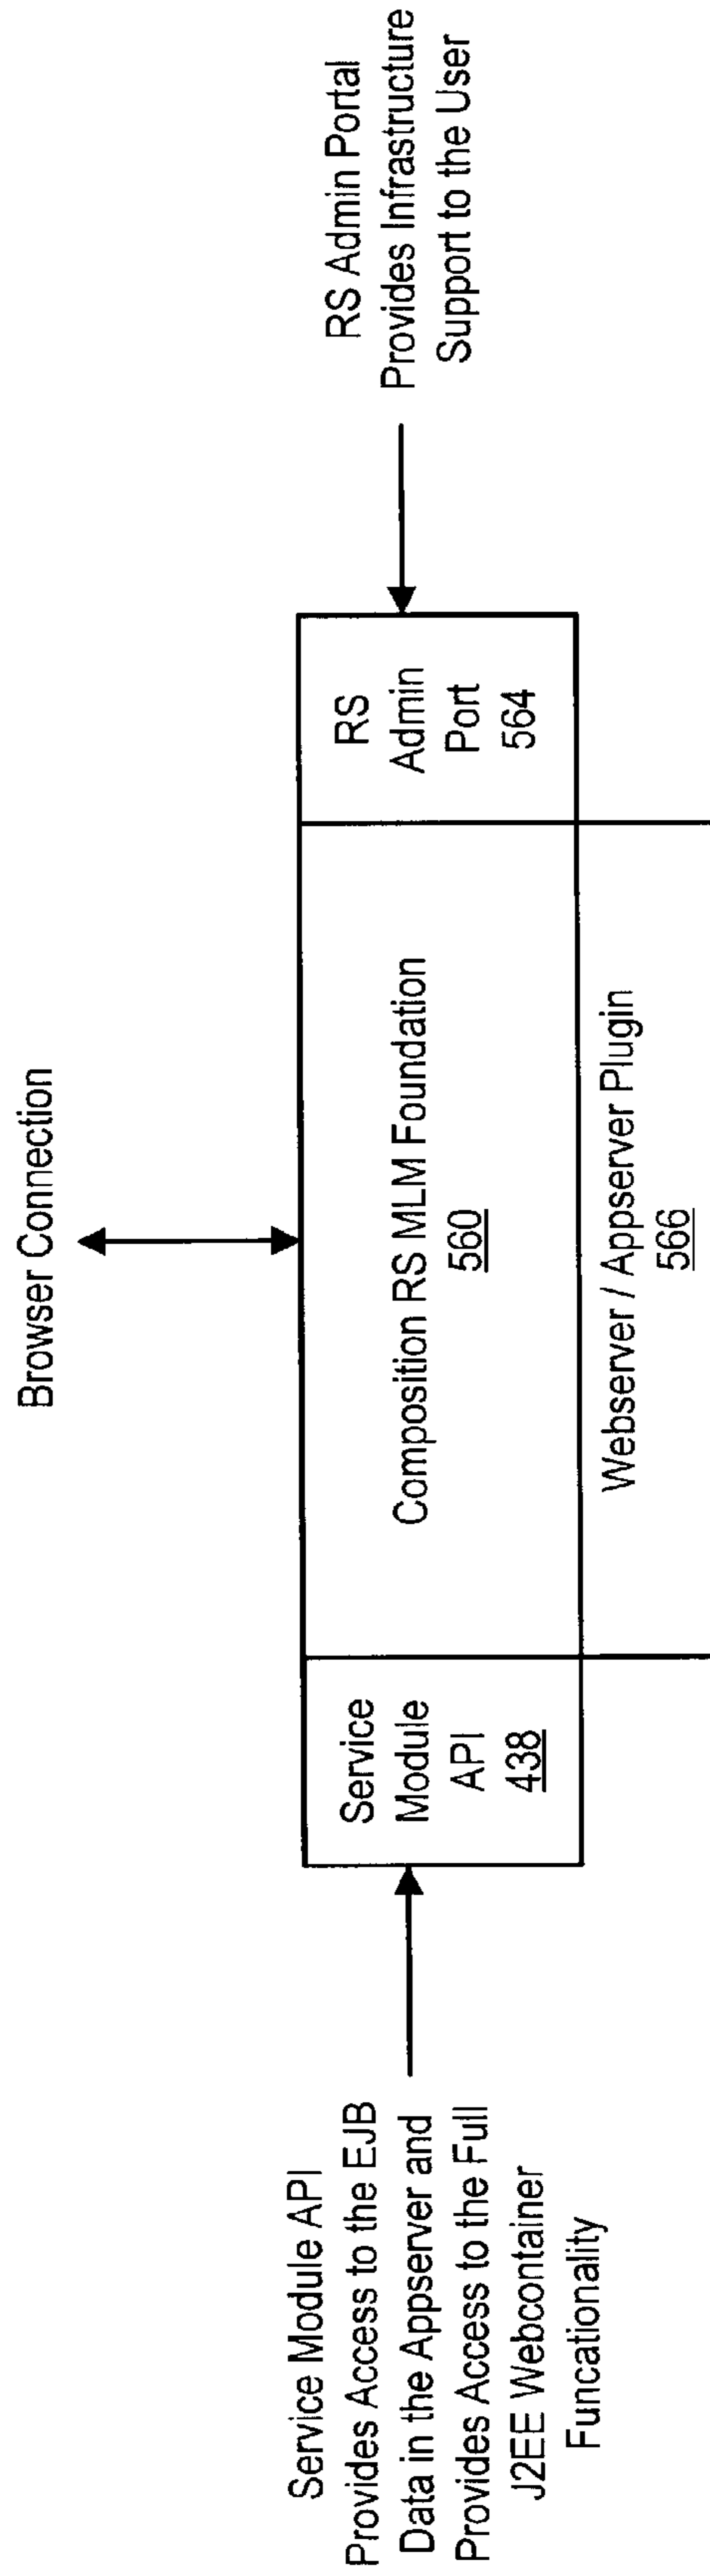 Browser Connection
Service Module API
Provides Access to the EJB
Data in the Appserver and
Provides Access to the Full
J2EE Webcontainer
Funcationality
Service
Module
API
438
Composition RS MLM Foundation
560
RS
Admin
Port
564
RS Admin Portal
Provides Infrastructure
Support to the User
Webserver / Appserver Plugin
566